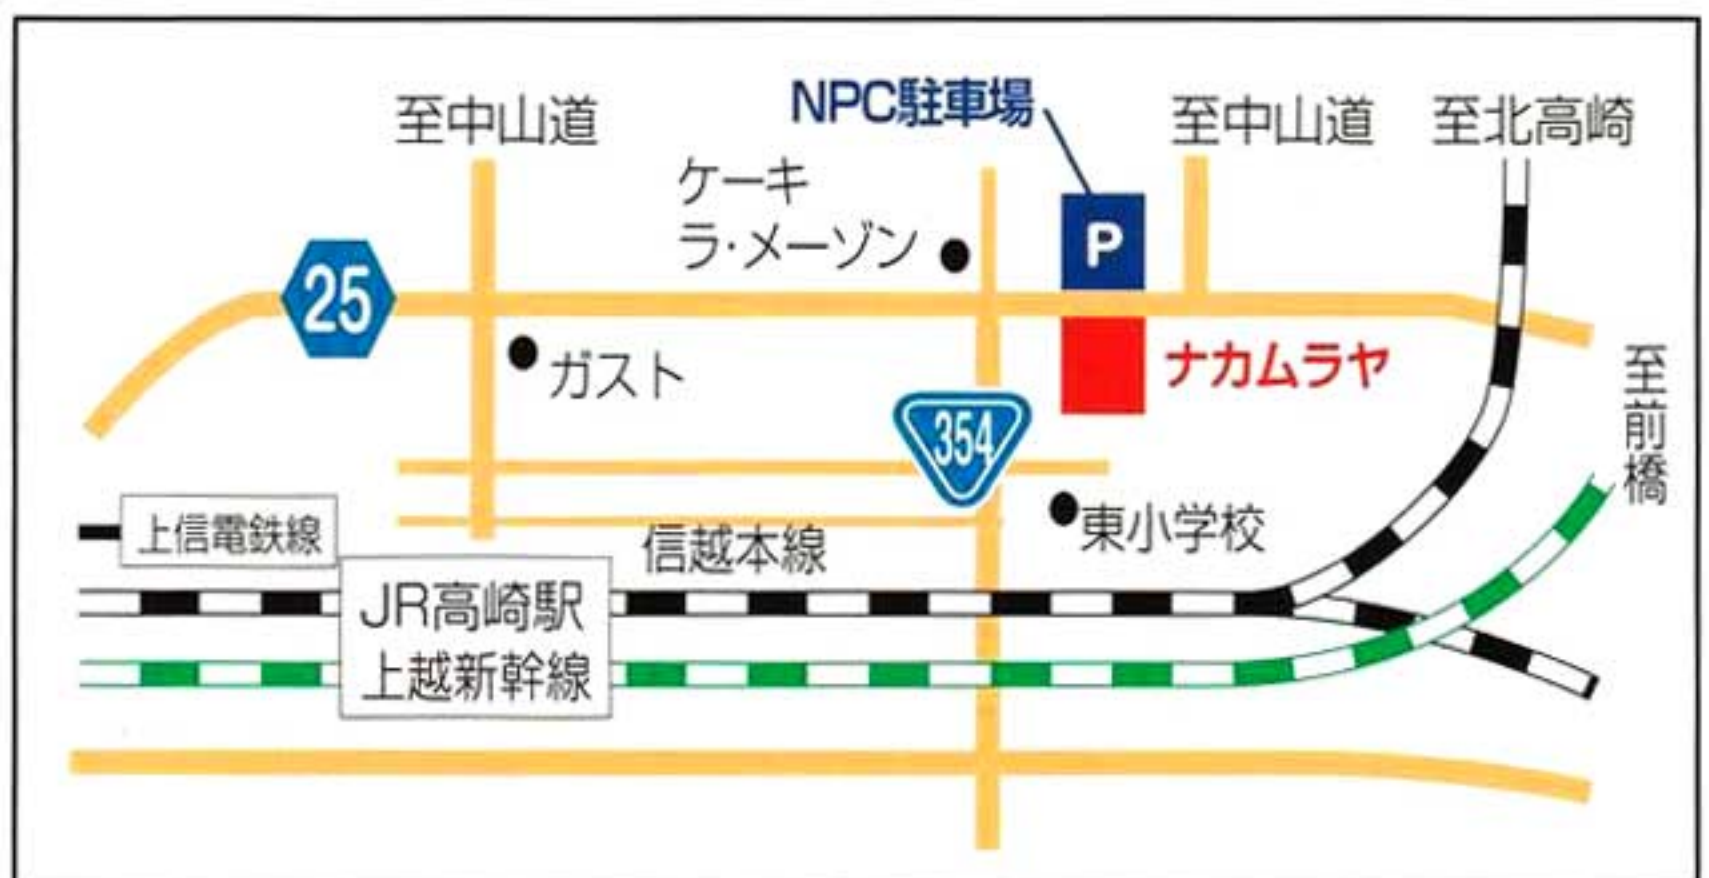 至中山道
NPC駐車場
至中山道
至北高崎
ケーキ
ラ・メーゾン
P
25
ガスト
ナカムラヤ
至前橋
354
東小学校
上信電鉄線
信越本線
JR高崎駅
上越新幹線